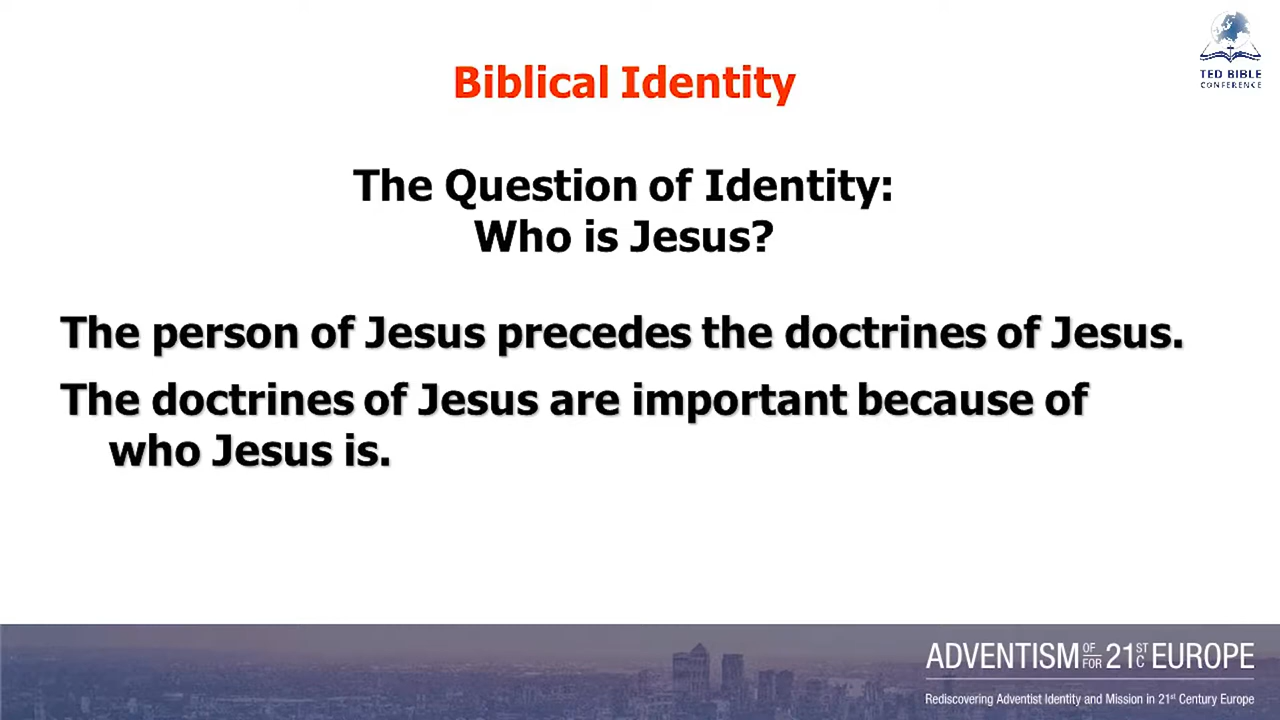 TED BIBLE
CONFERENCE
Biblical Identity
The Question of Identity:
Who is Jesus?
The person of Jesus precedes the doctrines of Jesus.
The doctrines of Jesus are important because of
who Jesus is.
ADVENTISM OF/FOR 21 ST C EUROPE
Rediscovering Adventist Identity and Mission in 21st Century Europe